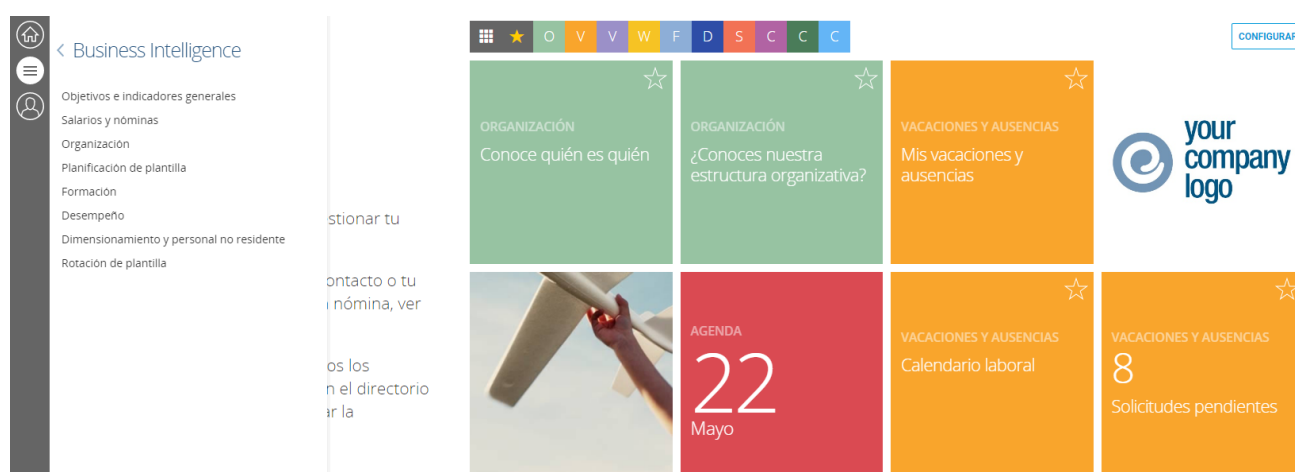 < Business Intelligence
Objetivos e indicadores generales
Salarios y nóminas
Organización
Planificación de plantilla
Formación
Desempeño
Dimensionamiento y personal no residente
Rotación de plantilla
stionar tu
ontacto o tu
nómina, ver
os los
n el directorio
ar la
O V V W F D S C C C
CONFIGURAR
ORGANIZACIÓN
Conoce quién es quién
ORGANIZACIÓN
¿Conoces nuestra
estructura organizativa?
VACACIONES Y AUSENCIAS
Mis vacaciones y
ausencias
your
company
logo
AGENDA
22
Mayo
VACACIONES Y AUSENCIAS
Calendario laboral
VACACIONES Y AUSENCIAS
8
Solicitudes pendientes